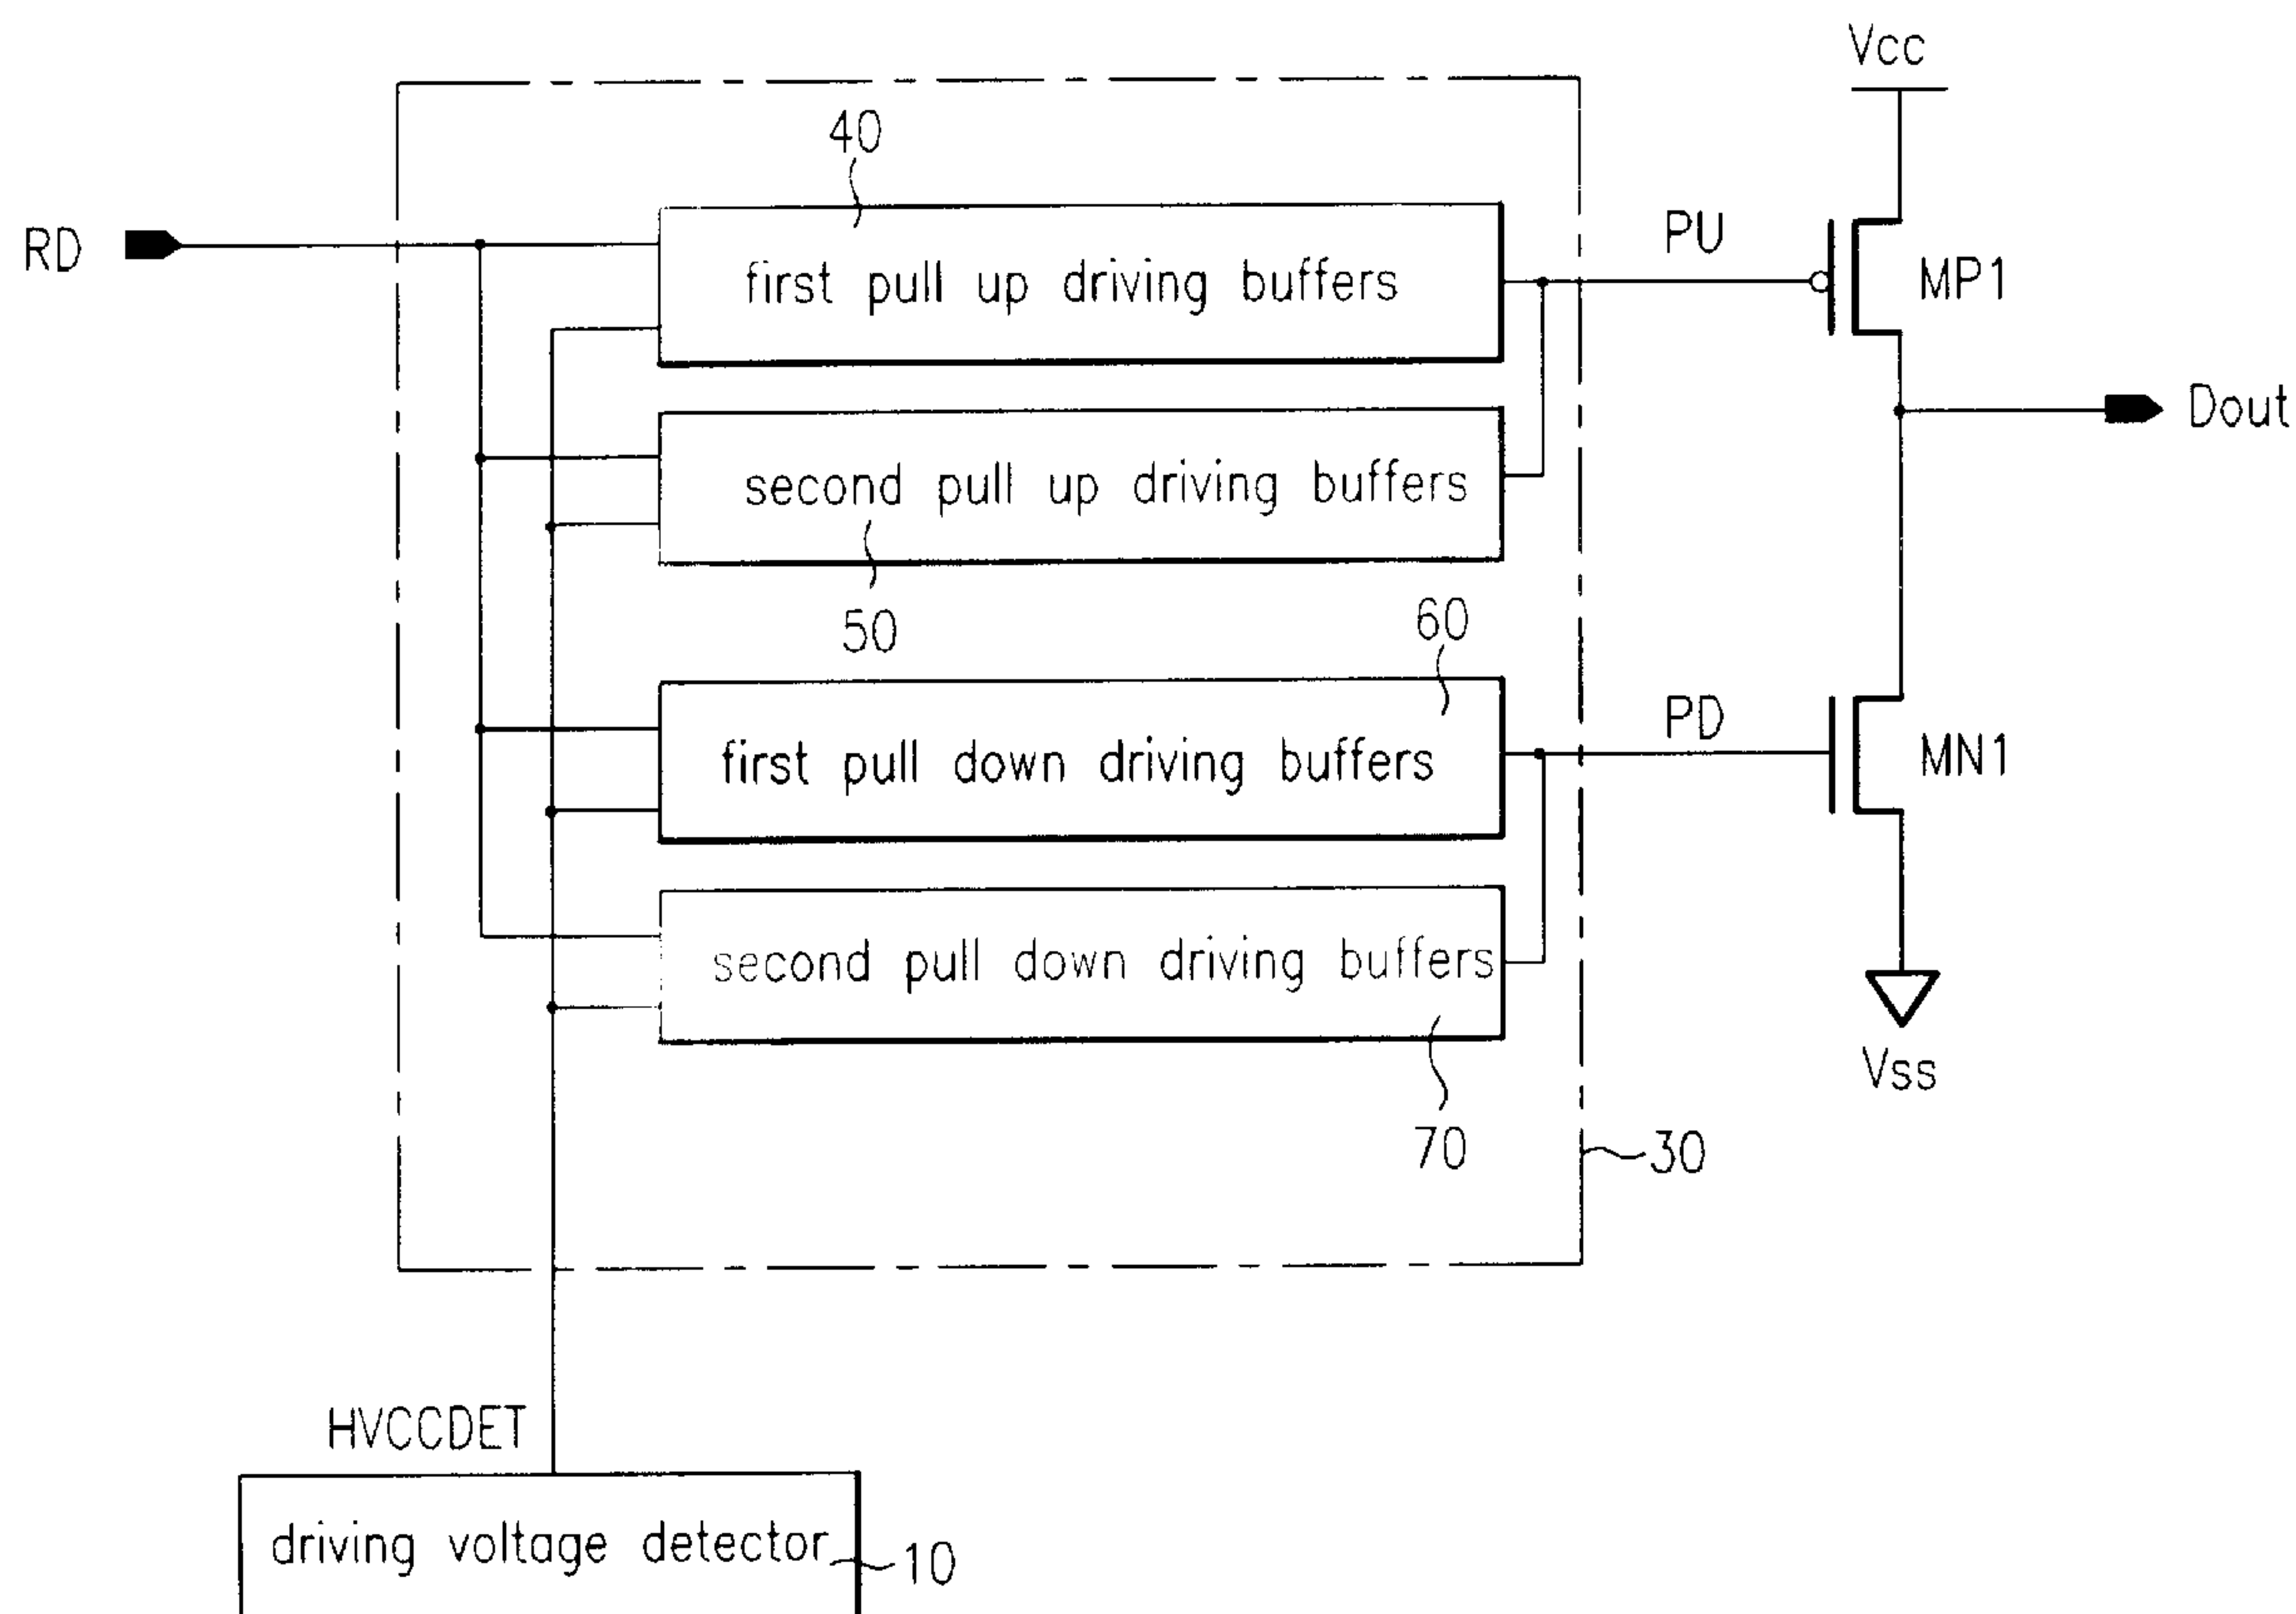 Vcc
40
RD
first pull up driving buffers
PU
MP1
second pull up driving buffers
Dout
50
60
first pull down driving buffers
PD
MN1
second pull down driving buffers
Vss
70
30
HVCCDET
driving voltage detector
10